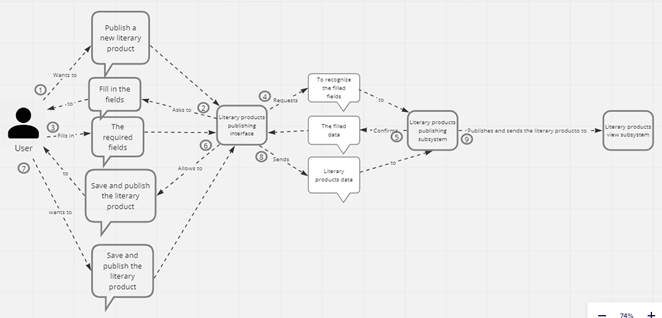 Publish a
new literary
product
1
Wants to
Fill in the
fields
to
Asks to
2
3
Fills in
The
required
fields
User
7
to
wants to
Save and publish
the literary
product
Save and
publish the
literary
product
Literary products
publishing
interface
6
Allows to
4
Requests
8
Sends
To recognize
the filled
fields
to
The filled
data
Confirms
5
Literary
products data
to
Literary products
publishing
subsystem
9
Publishes and sends the literary product to
Literary products
view subsystem
74%